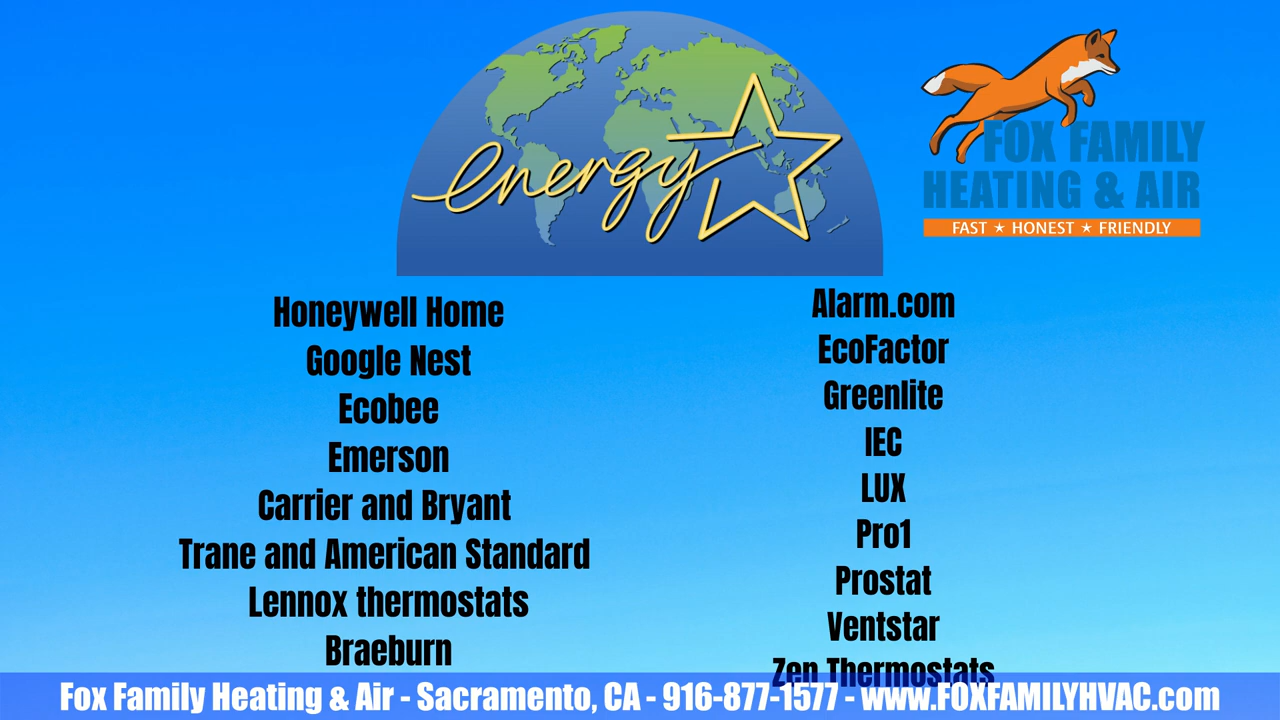 energy
FOX FAMILY
HEATING & AIR
FAST ★ HONEST ★ FRIENDLY
Honeywell Home
Google Nest
Ecobee
Emerson
Carrier and Bryant
Trane and American Standard
Lennox thermostats
Braeburn
Alarm.com
EcoFactor
Greenlite
IEC
LUX
Pro1
Prostat
Ventstar
Zen Thermostats
Fox Family Heating & Air - Sacramento, CA - 916-877-1577 - www.FOXFAMILYHVAC.com